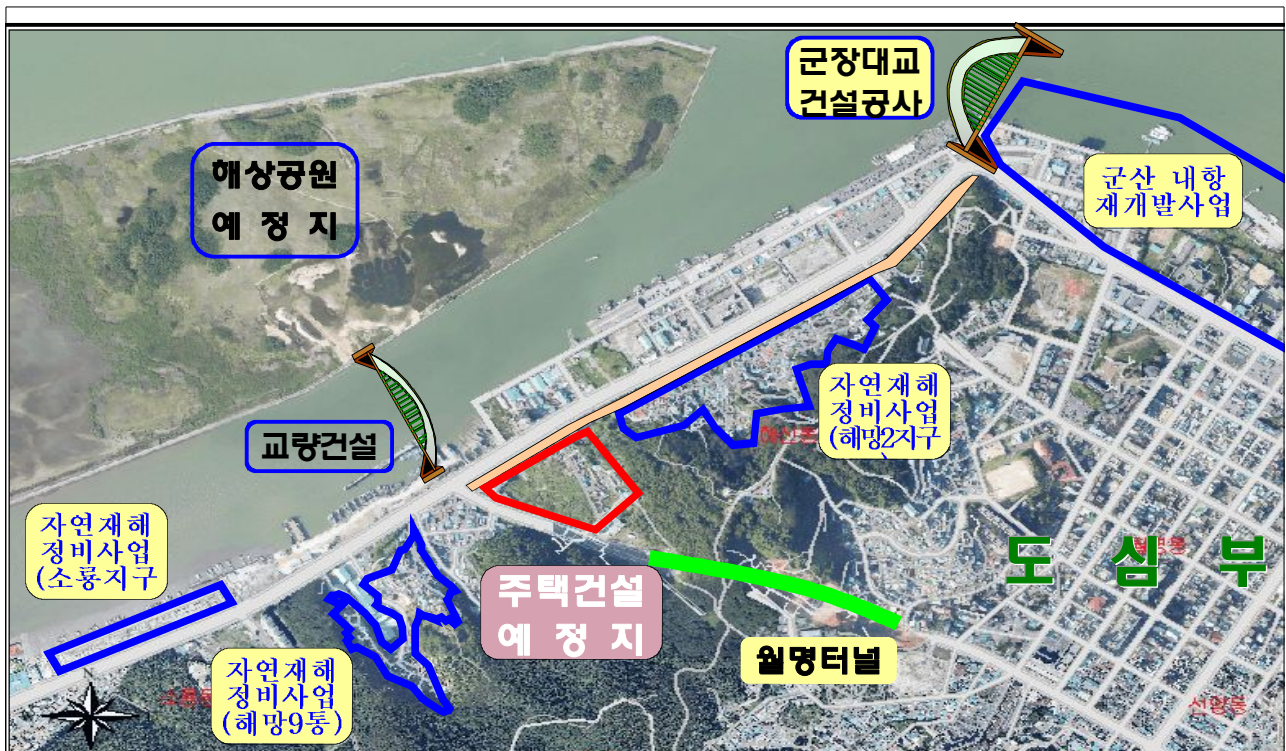 군장대교
건설공사
해상공원
예 정 지
군산 내항
재개발사업
자연재해
정비사업
(해망2지구
)
교량건설
자연재해
정비사업
(소룡지구
주택건설
예 정 지
도 심 부
월명터널
자연재해
정비사업
(해망9통)
선양동